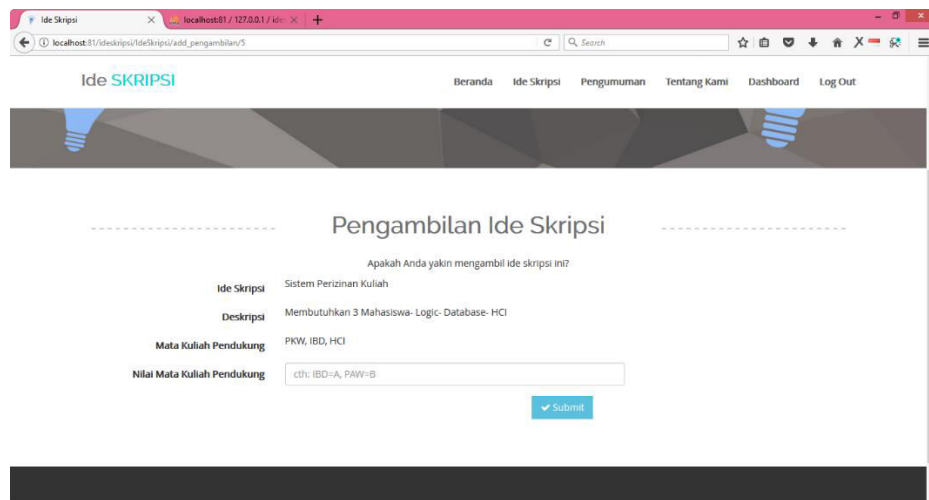 Ide Skripsi
localhost:81 / 127.0.0.1 / ide
localhost:81/ideskripsi/IdeSkripsi/add_pengambilan/5
Search
Ide SKRIPSI
Beranda Ide Skripsi Pengumuman Tentang Kami Dashboard Log Out
Pengambilan Ide Skripsi
Apakah Anda yakin mengambil ide skripsi ini?
Ide Skripsi Sistem Perizinan Kuliah
Deskripsi Membutuhkan 3 Mahasiswa- Logic- Database- HCI
Mata Kuliah Pendukung PKW, IBD, HCI
Nilai Mata Kuliah Pendukung cth: IBD=A, PAW=B
Submit